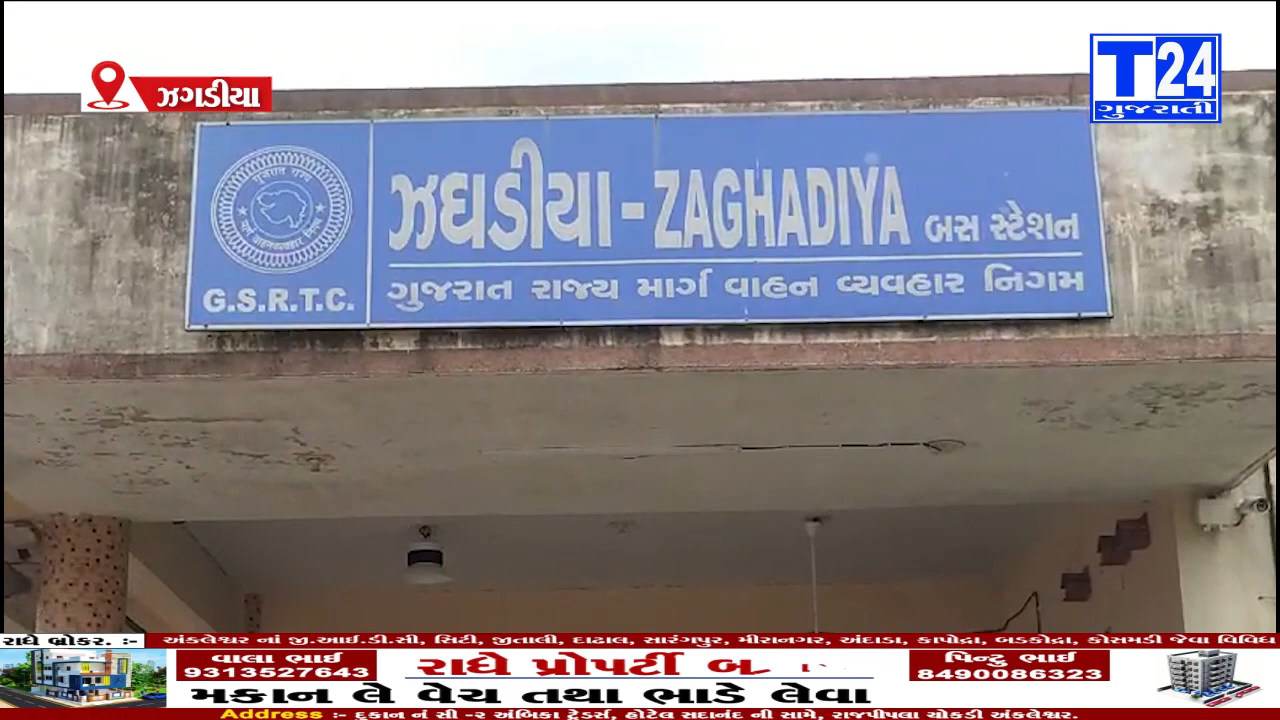 ઝગડીયા
T24
ગુજરાતી
ઝઘડીયા - ZAGHADIYA બસ સ્ટેશન
ગુજરાત રાજ્ય માર્ગ વાહન વ્યવહાર નિગમ
G.S.R.T.C.
રાધે બ્રોકર. :- અંકલેશ્વર નાં જી.આઈ.ડી.સી, સિટી, જીતાલી, દાઢાલ, સારંગપુર, મીરાનગર, અંદાડા, કાપોદ્રા, બડકોદ્રા, કોસમડી જેવા વિવિધ
વાલા ભાઈ
9313527643
રાધે પ્રોપર્ટી
પિન્ટુ ભાઈ
8490086323
મકાન લે વેચ તથા ભાડે લેવા
Address :- દુકાન નં સી -૨ અંબિકા ટ્રેડર્સ, હોટેલ સદાનંદ ની સામે, રાજપીપલા ચોકડી અંકલેશ્વર.